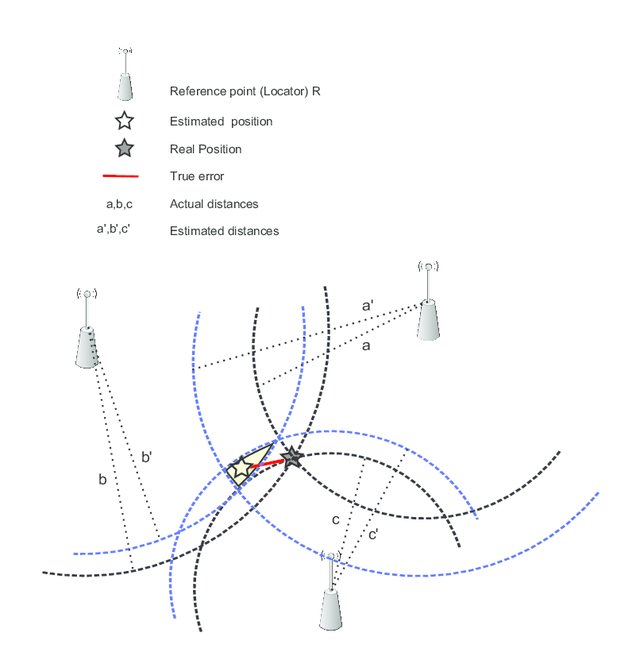 Reference point (Locator) R
Estimated position
Real Position
True error
a,b,c Actual distances
a',b',c' Estimated distances
a'
a
b'
b
c
c'